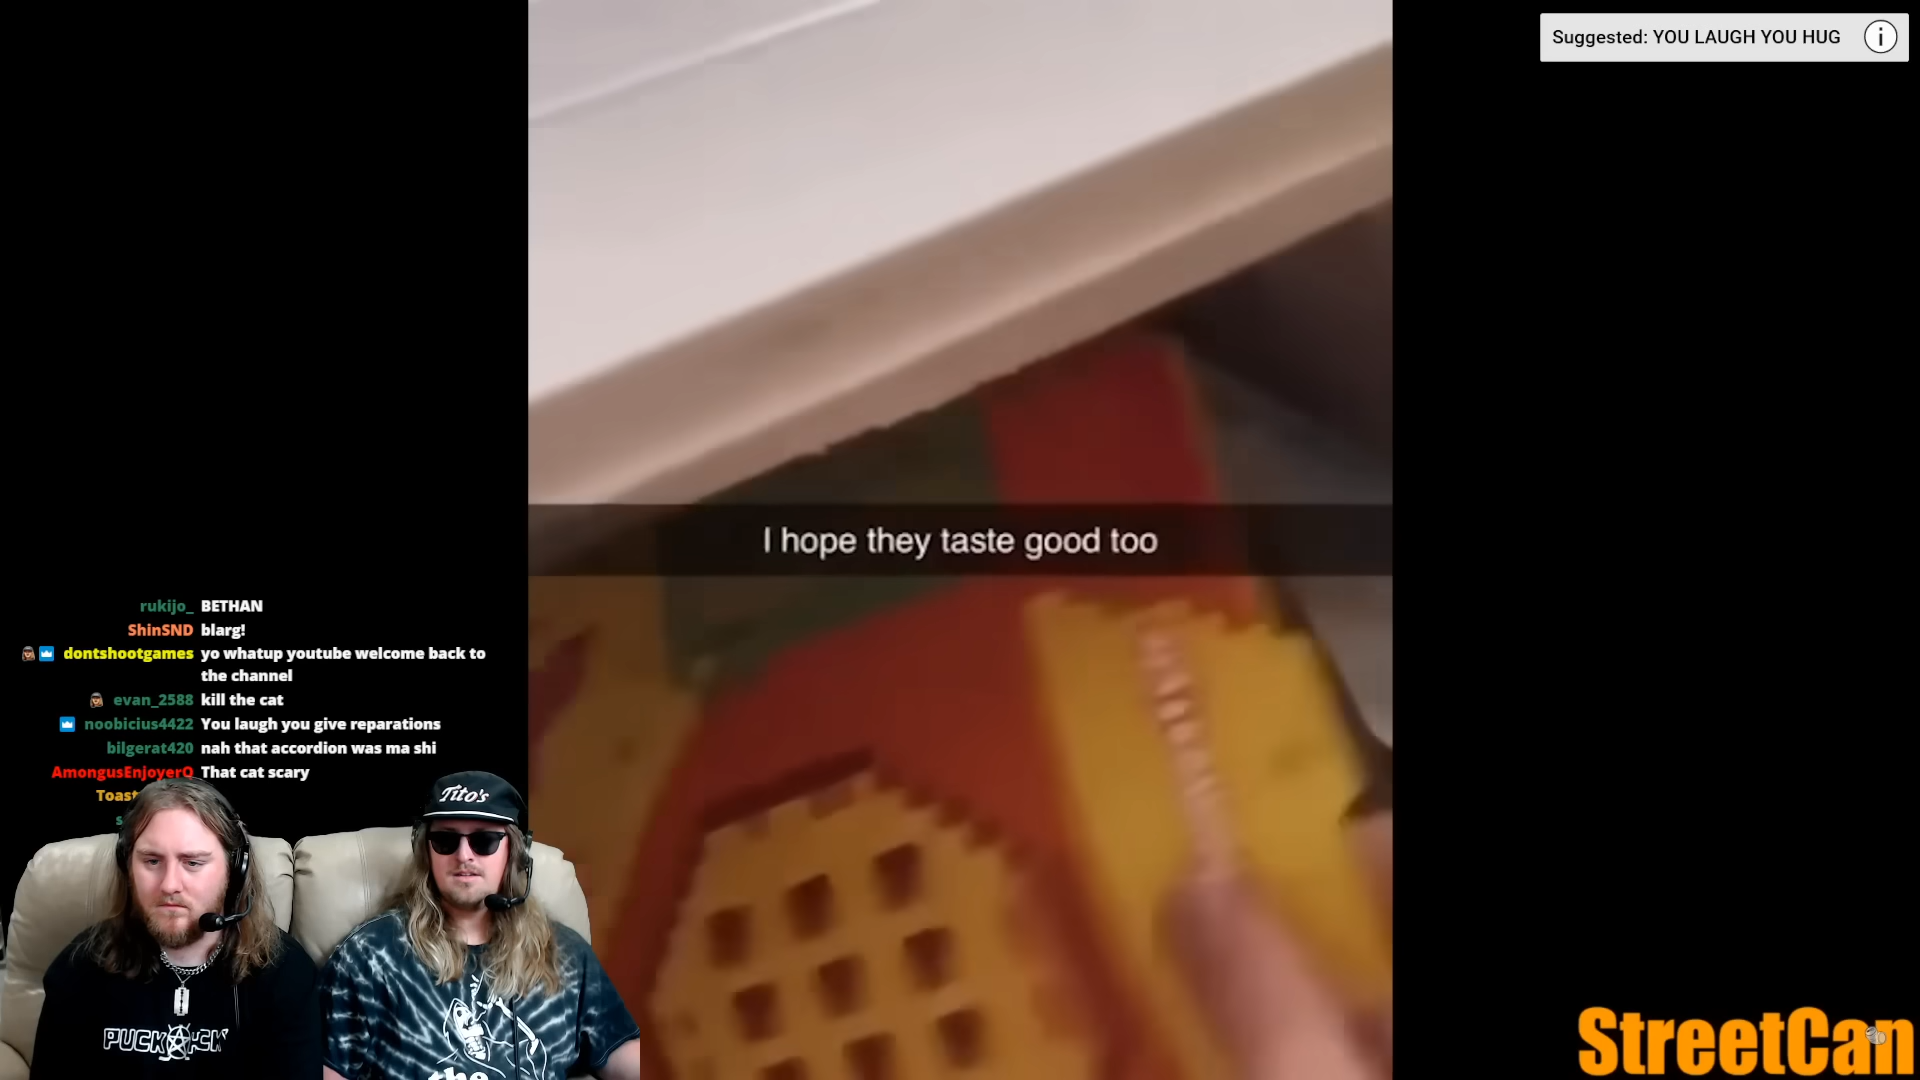 Suggested: YOU LAUGH YOU HUG
I hope they taste good too
rukijo_ BETHAN
ShinSND blarg!
dontshootgames yo whatup youtube welcome back to
the channel
evan_2588 kill the cat
noobicius4422 You laugh you give reparations
bilgerat420 nah that accordion was ma shi
AmongusEnjoyerQ That cat scary
Toast
s
Tito's
the
StreetCan